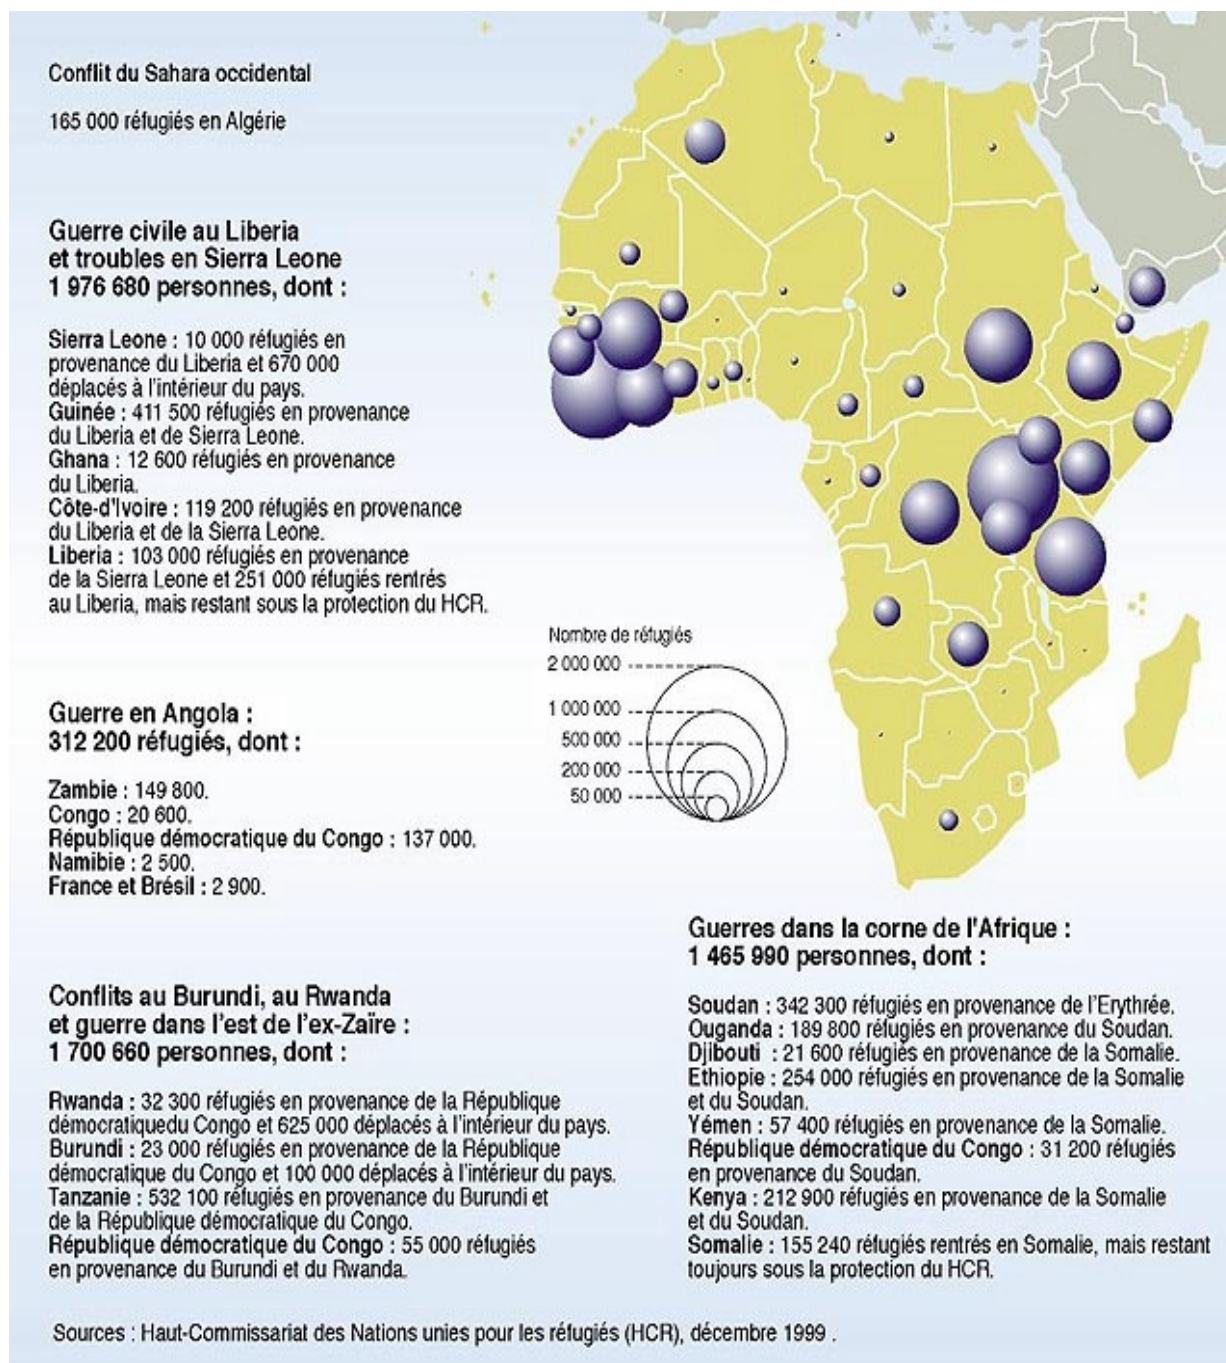 Conflit du Sahara occidental
165 000 réfugiés en Algérie
Guerre civile au Liberia
et troubles en Sierra Leone
1 976 680 personnes, dont :
Sierra Leone : 10 000 réfugiés en
provenance du Liberia et 670 000
déplacés à l'intérieur du pays.
Guinée : 411 500 réfugiés en provenance
du Liberia et de Sierra Leone.
Ghana : 12 600 réfugiés en provenance
du Liberia.
Côte-d'Ivoire : 119 200 réfugiés en provenance
du Liberia et de la Sierra Leone.
Liberia : 103 000 réfugiés en provenance
de la Sierra Leone et 251 000 réfugiés rentrés
au Liberia, mais restant sous la protection du HCR.
Nombre de réfugiés
2 000 000
1 000 000
500 000
200 000
50 000
Guerre en Angola :
312 200 réfugiés, dont :
Zambie : 149 800.
Congo : 20 600.
République démocratique du Congo : 137 000.
Namibie : 2 500.
France et Brésil : 2 900.
Conflits au Burundi, au Rwanda
et guerre dans l'est de l'ex-Zaïre :
1 700 660 personnes, dont :
Rwanda : 32 300 réfugiés en provenance de la République
démocratiquedu Congo et 625 000 déplacés à l'intérieur du pays.
Burundi : 23 000 réfugiés en provenance de la République
démocratique du Congo et 100 000 déplacés à l'intérieur du pays.
Tanzanie : 532 100 réfugiés en provenance du Burundi et
de la République démocratique du Congo.
République démocratique du Congo : 55 000 réfugiés
en provenance du Burundi et du Rwanda.
Guerres dans la corne de l'Afrique :
1 465 990 personnes, dont :
Soudan : 342 300 réfugiés en provenance de l'Erythrée.
Ouganda : 189 800 réfugiés en provenance du Soudan.
Djibouti : 21 600 réfugiés en provenance de la Somalie.
Ethiopie : 254 000 réfugiés en provenance de la Somalie
et du Soudan.
Yémen : 57 400 réfugiés en provenance de la Somalie.
République démocratique du Congo : 31 200 réfugiés
en provenance du Soudan.
Kenya : 212 900 réfugiés en provenance de la Somalie
et du Soudan.
Somalie : 155 240 réfugiés rentrés en Somalie, mais restant
toujours sous la protection du HCR.
Sources : Haut-Commissariat des Nations unies pour les réfugiés (HCR), décembre 1999 .